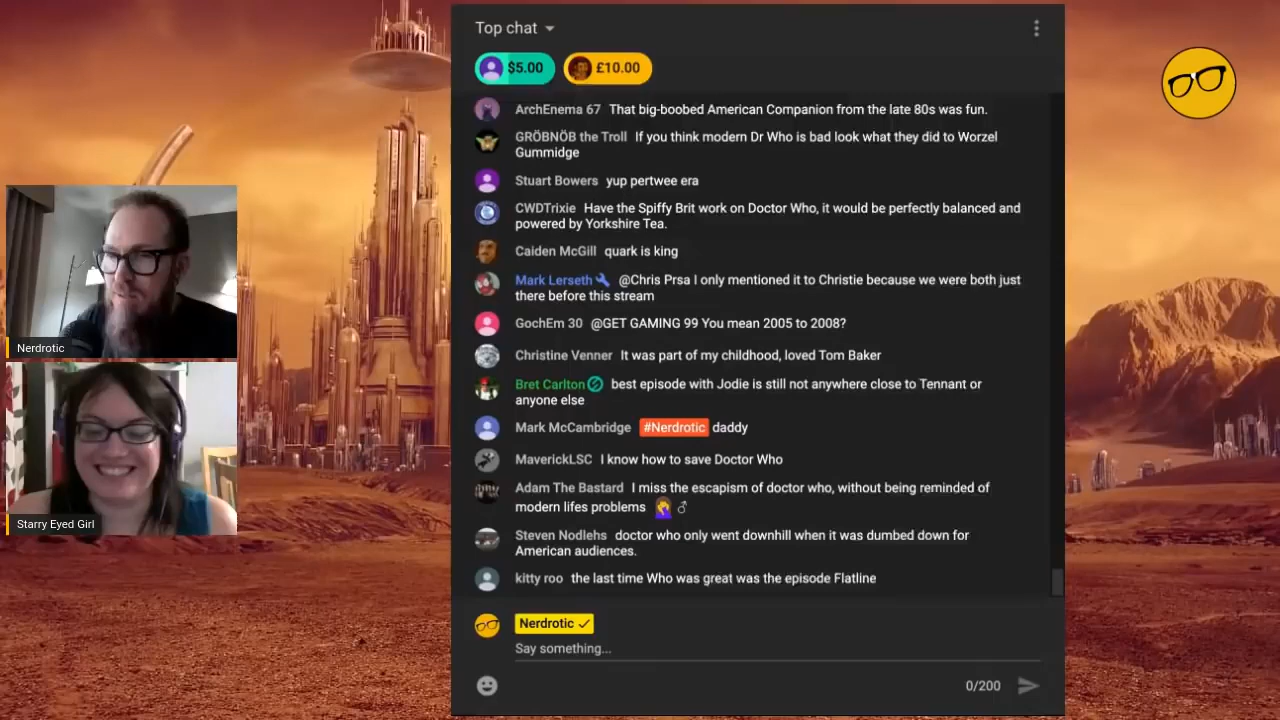 Top chat
$5.00
£10.00
ArchEnema 67 That big-boobed American Companion from the late 80s was fun.
GRÖBNÖB the Troll If you think modern Dr Who is bad look what they did to Worzel
Gummidge
Stuart Bowers yup pertwee era
CWDTrixie Have the Spiffy Brit work on Doctor Who, it would be perfectly balanced and
powered by Yorkshire Tea.
Caiden McGill quark is king
Mark Lerseth @Chris Prsa I only mentioned it to Christie because we were both just
there before this stream
GochEm 30 @GET GAMING 99 You mean 2005 to 2008?
Christine Venner It was part of my childhood, loved Tom Baker
Bret Carlton best episode with Jodie is still not anywhere close to Tennant or
anyone else
Mark McCambridge #Nerdrotic daddy
MaverickLSC I know how to save Doctor Who
Adam The Bastard I miss the escapism of doctor who, without being reminded of
modern lifes problems 🤦 ♂
Steven Nodlehs doctor who only went downhill when it was dumbed down for
American audiences.
kitty roo the last time Who was great was the episode Flatline
Nerdrotic
Say something...
0/200
Nerdrotic
Starry Eyed Girl